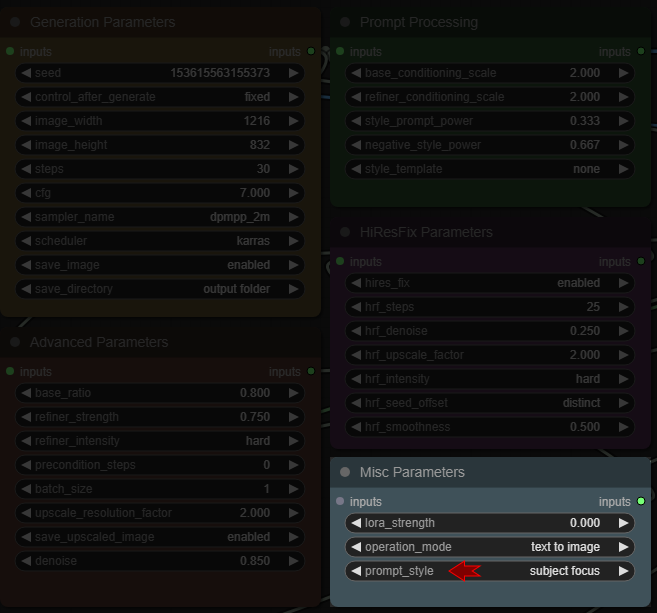 Generation Parameters
inputs inputs
seed 153615563155373
control_after_generate fixed
image_width 1216
image_height 832
steps 30
cfg 7.000
sampler_name dpmpp_2m
scheduler karras
save_image enabled
save_directory output folder
Advanced Parameters
inputs inputs
base_ratio 0.800
refiner_strength 0.750
refiner_intensity hard
precondition_steps 0
batch_size 1
upscale_resolution_factor 2.000
save_upscaled_image enabled
denoise 0.850
Prompt Processing
inputs inputs
base_conditioning_scale 2.000
refiner_conditioning_scale 2.000
style_prompt_power 0.333
negative_style_power 0.667
style_template none
HiResFix Parameters
inputs inputs
hires_fix enabled
hrf_steps 25
hrf_denoise 0.250
hrf_upscale_factor 2.000
hrf_intensity hard
hrf_seed_offset distinct
hrf_smoothness 0.500
Misc Parameters
inputs inputs
lora_strength 0.000
operation_mode text to image
prompt_style subject focus